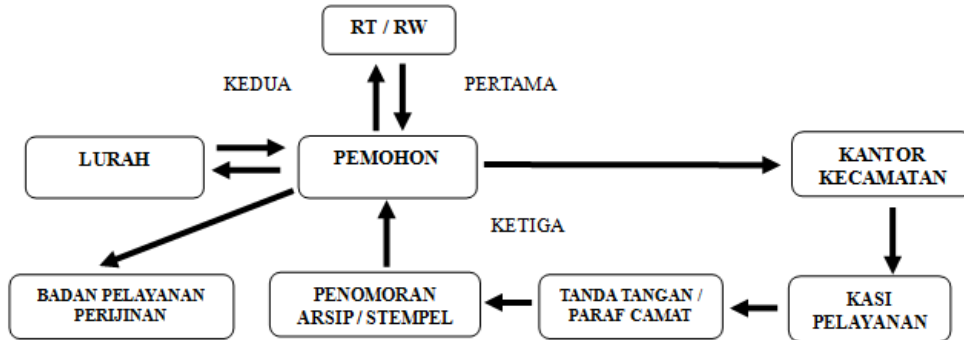 RT / RW
KEDUA
PERTAMA
LURAH
PEMOHON
KANTOR
KECAMATAN
KETIGA
BADAN PELAYANAN
PERIJINAN
PENOMORAN
ARSIP / STEMPEL
TANDA TANGAN /
PARAF CAMAT
KASI
PELAYANAN